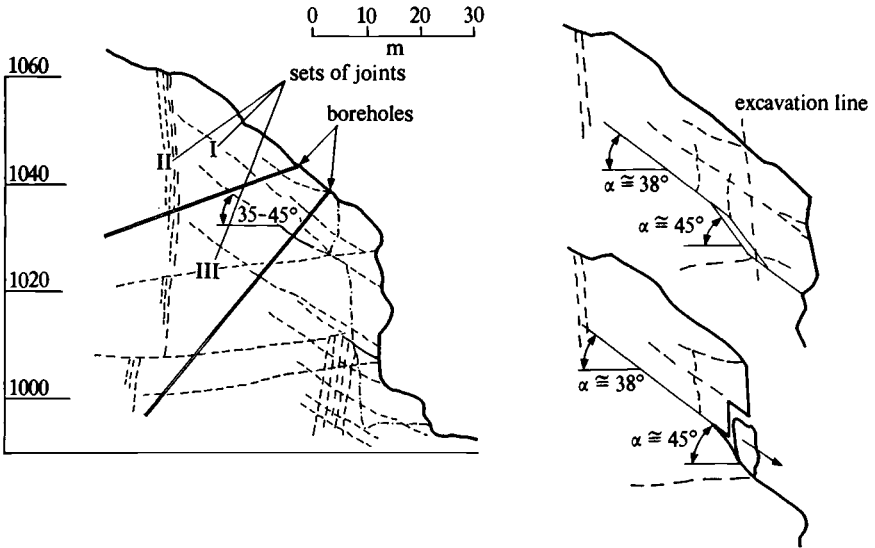 0 10 20 30
m
1060
1040
1020
1000
sets of joints
boreholes
I
II
35-45°
III
excavation line
α ≅ 38°
α ≅ 45°
α ≅ 38°
α ≅ 45°